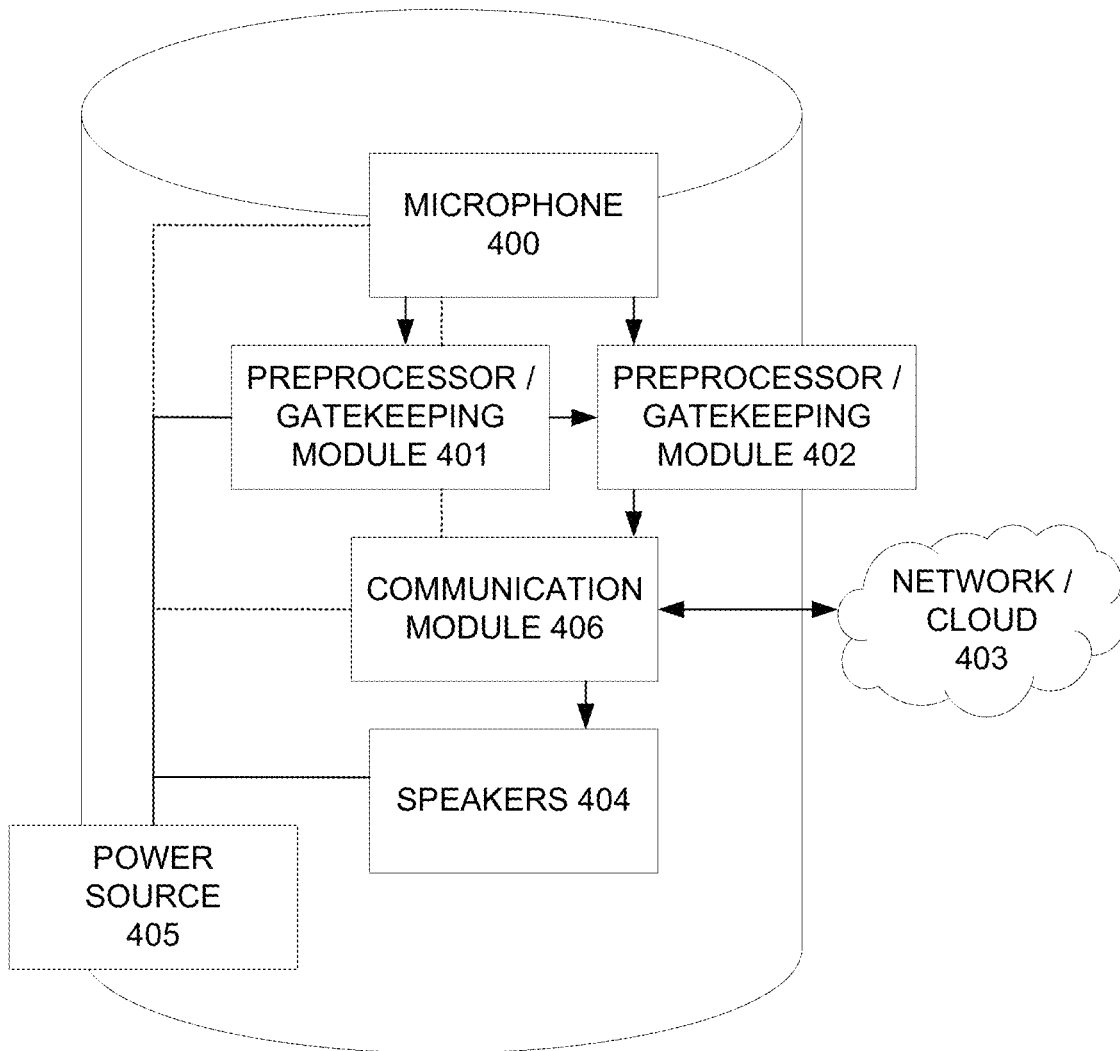 MICROPHONE
400
PREPROCESSOR /
GATEKEEPING
MODULE 401
PREPROCESSOR /
GATEKEEPING
MODULE 402
COMMUNICATION
MODULE 406
NETWORK /
CLOUD
403
SPEAKERS 404
POWER
SOURCE
405